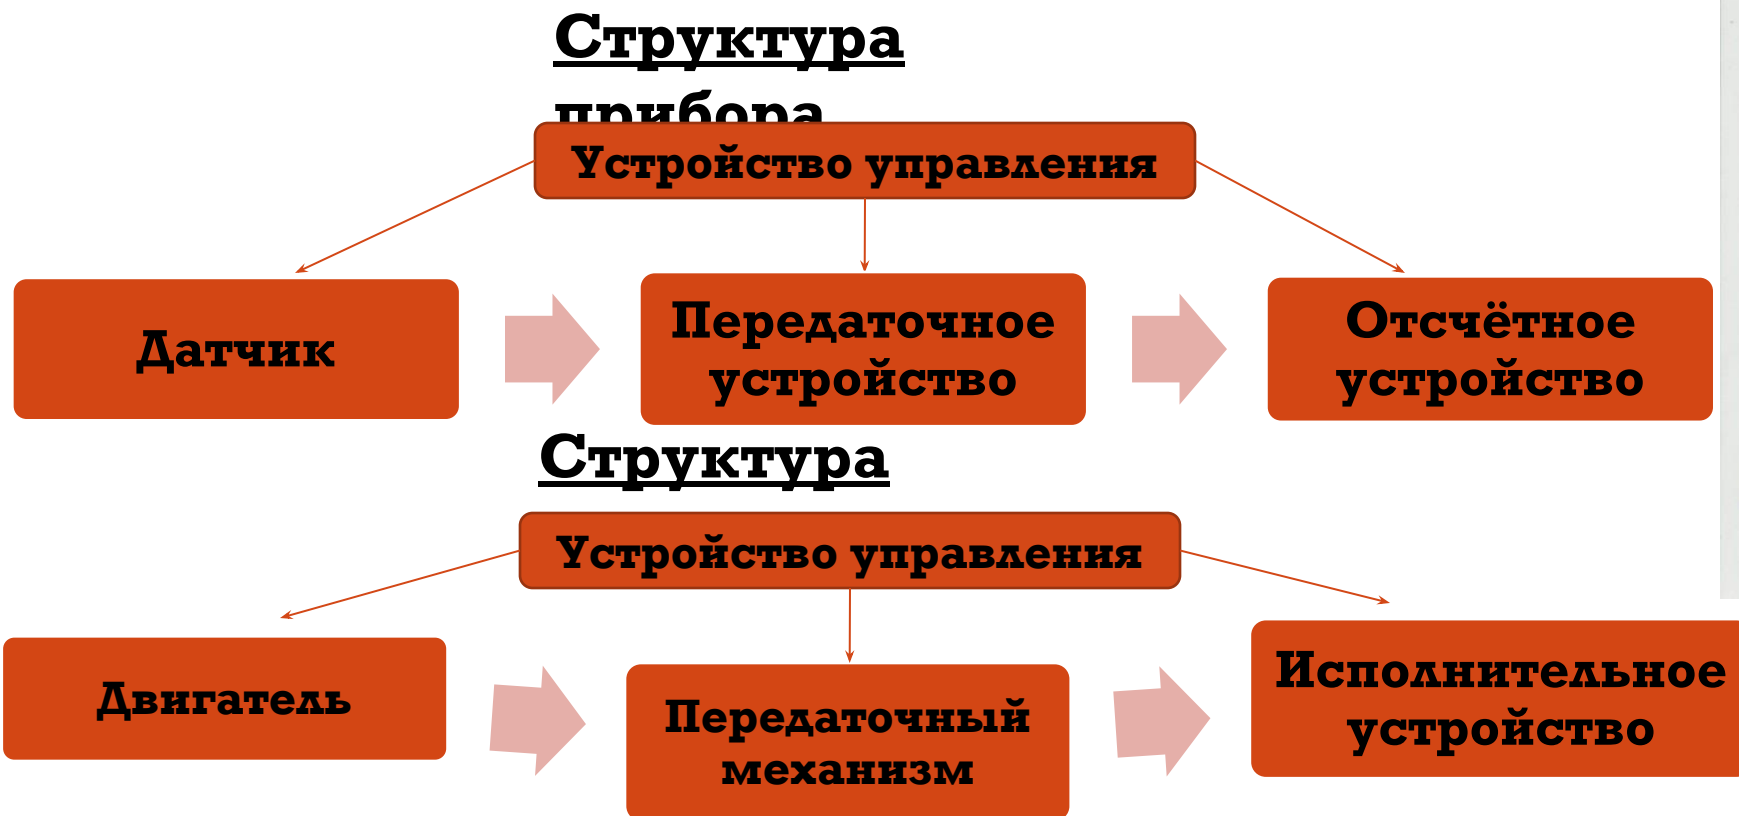 Структура
прибора
Устройство управления
Датчик
Передаточное
устройство
Отсчётное
устройство
Структура
Устройство управления
Двигатель
Передаточный
механизм
Исполнительное
устройство